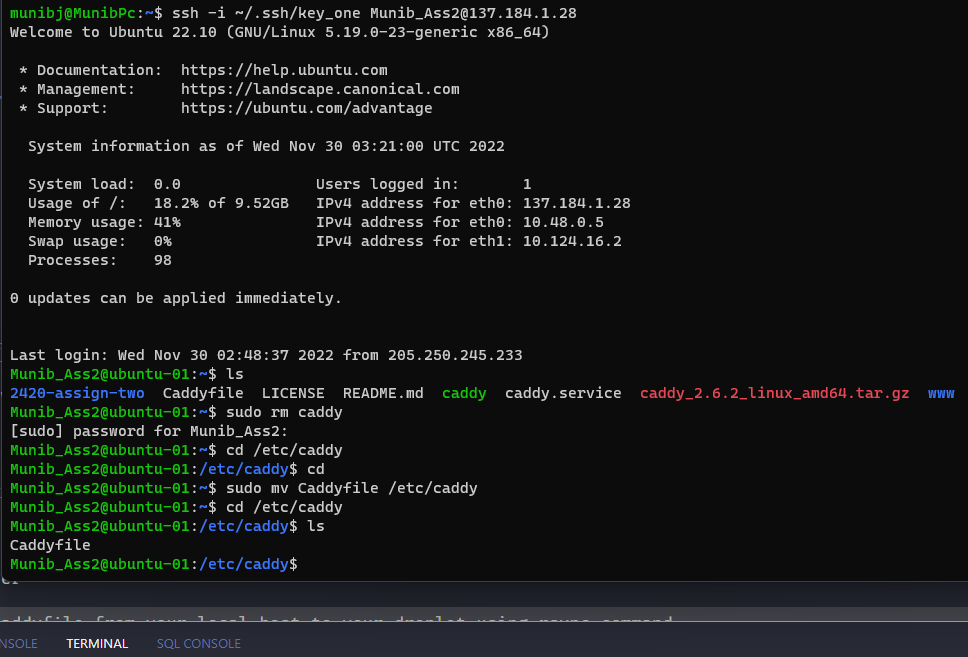 munibj@MunibPc:~$ ssh -i ~/.ssh/key_one Munib_Ass2@137.184.1.28
Welcome to Ubuntu 22.10 (GNU/Linux 5.19.0-23-generic x86_64)
* Documentation:  https://help.ubuntu.com
* Management:     https://landscape.canonical.com
* Support:        https://ubuntu.com/advantage
System information as of Wed Nov 30 03:21:00 UTC 2022
System load:  0.0                Users logged in:       1
Usage of /:   18.2% of 9.52GB   IPv4 address for eth0: 137.184.1.28
Memory usage: 41%               IPv4 address for eth0: 10.48.0.5
Swap usage:   0%                IPv4 address for eth1: 10.124.16.2
Processes:    98
0 updates can be applied immediately.
Last login: Wed Nov 30 02:48:37 2022 from 205.250.245.233
Munib_Ass2@ubuntu-01:~$ ls
2420-assign-two  Caddyfile  LICENSE  README.md  caddy  caddy.service  caddy_2.6.2_linux_amd64.tar.gz  www
Munib_Ass2@ubuntu-01:~$ sudo rm caddy
[sudo] password for Munib_Ass2:
Munib_Ass2@ubuntu-01:~$ cd /etc/caddy
Munib_Ass2@ubuntu-01:/etc/caddy$ cd
Munib_Ass2@ubuntu-01:~$ sudo mv Caddyfile /etc/caddy
Munib_Ass2@ubuntu-01:~$ cd /etc/caddy
Munib_Ass2@ubuntu-01:/etc/caddy$ ls
Caddyfile
Munib_Ass2@ubuntu-01:/etc/caddy$
from your local host to your droplet using
NSOLE  TERMINAL  SQL CONSOLE